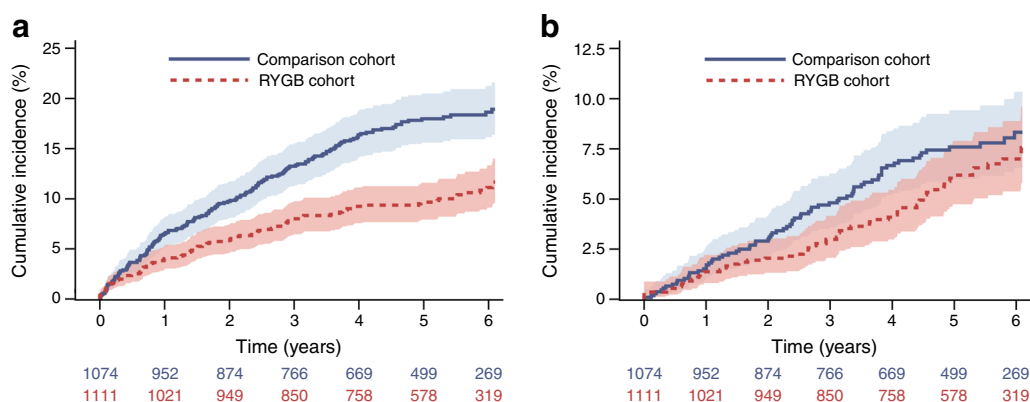 a
25
20
15
10
5
0
Cumulative incidence (%)
Comparison cohort
RYGB cohort
0 1 2 3 4 5 6
Time (years)
1074 952 874 766 669 499 269
1111 1021 949 850 758 578 319
b
12.5
10.0
7.5
5.0
2.5
0
Cumulative incidence (%)
Comparison cohort
RYGB cohort
0 1 2 3 4 5 6
Time (years)
1074 952 874 766 669 499 269
1111 1021 949 850 758 578 319